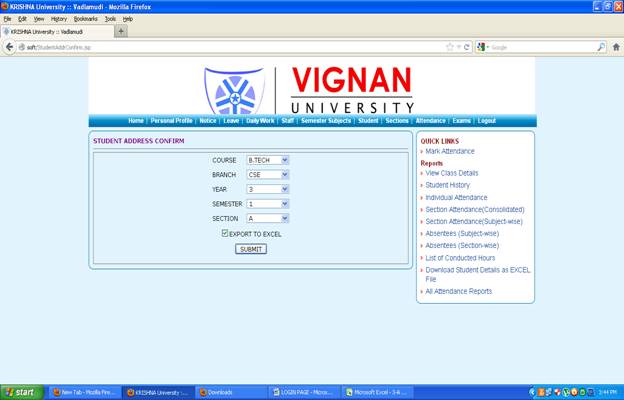 KRISHNA University :: Vadlamudi - Mozilla Firefox
File Edit View History Bookmarks Tools Help
KRISHNA University :: Vadlamudi +
soft/StudentAddrConfirm.jsp
Google
VIGNAN
UNIVERSITY
Home | Personal Profile | Notice | Leave | Daily Work | Staff | Semester Subjects | Student | Sections | Attendance | Exams | Logout
STUDENT ADDRESS CONFIRM
COURSE B.TECH
BRANCH CSE
YEAR 3
SEMESTER 1
SECTION A
EXPORT TO EXCEL
SUBMIT
QUICK LINKS
Mark Attendance
Reports
View Class Details
Student History
Individual Attendance
Section Attendance(Consolidated)
Section Attendance(Subject-wise)
Absentees (Subject-wise)
Absentees (Section-wise)
List of Conducted Hours
Download Student Details as EXCEL
File
All Attendance Reports
start
New Tab - Mozilla Fire...
KRISHNA University :...
Downloads
LOGIN PAGE - Micros...
Microsoft Excel - 3-A ...
2:44 PM